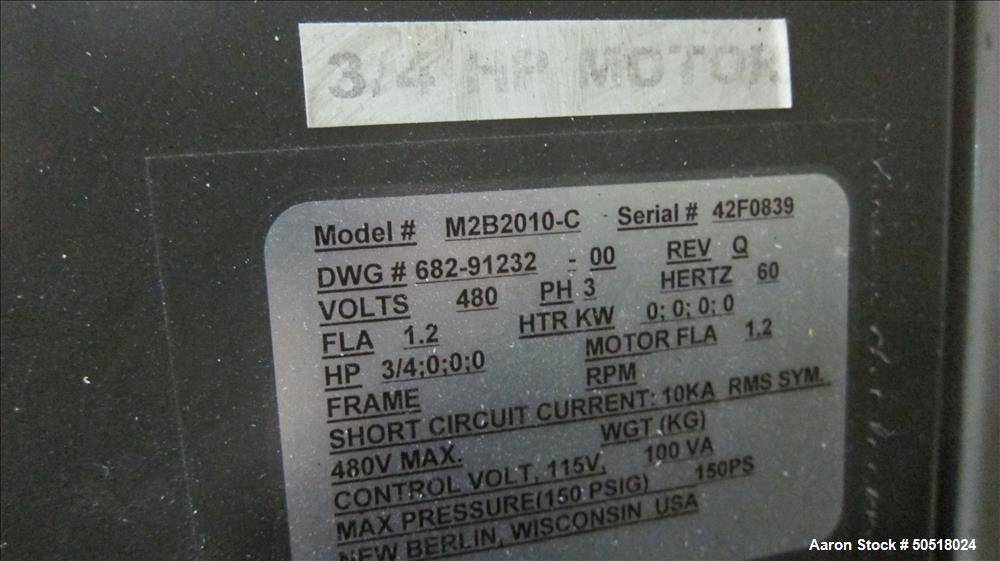 3/4 HP MOTOR
Model # M2B2010-C Serial # 42F0839
DWG # 682-91232 - 00 REV Q
VOLTS 480 PH 3 HERTZ 60
FLA 1.2 HTR KW 0; 0; 0; 0
HP 3/4;0;0;0 MOTOR FLA 1.2
FRAME RPM
SHORT CIRCUIT CURRENT: 10KA RMS SYM.
480V MAX. WGT (KG)
CONTROL VOLT, 115V, 100 VA
MAX PRESSURE(150 PSIG) 150PS
NEW BERLIN, WISCONSIN USA
Aaron Stock # 50518024